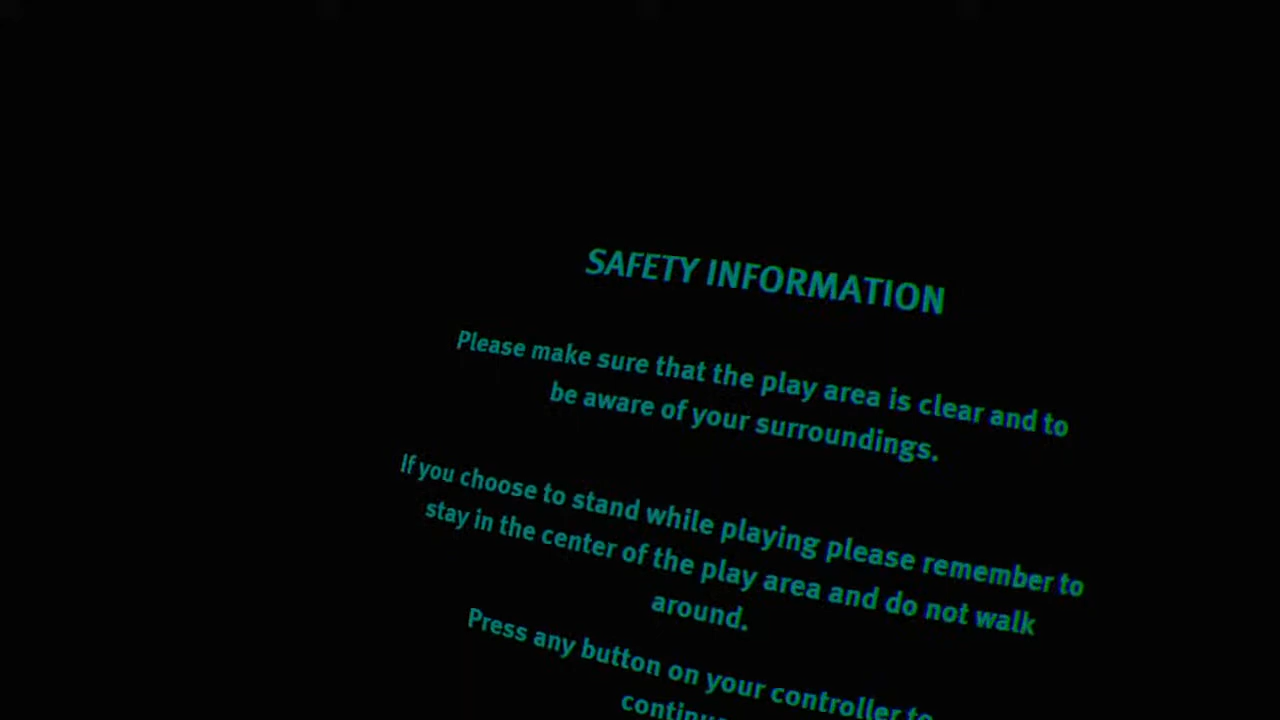 SAFETY INFORMATION
Please make sure that the play area is clear and to
be aware of your surroundings.
If you choose to stand while playing please remember to
stay in the center of the play area and do not walk
around.
Press any button on your controller to